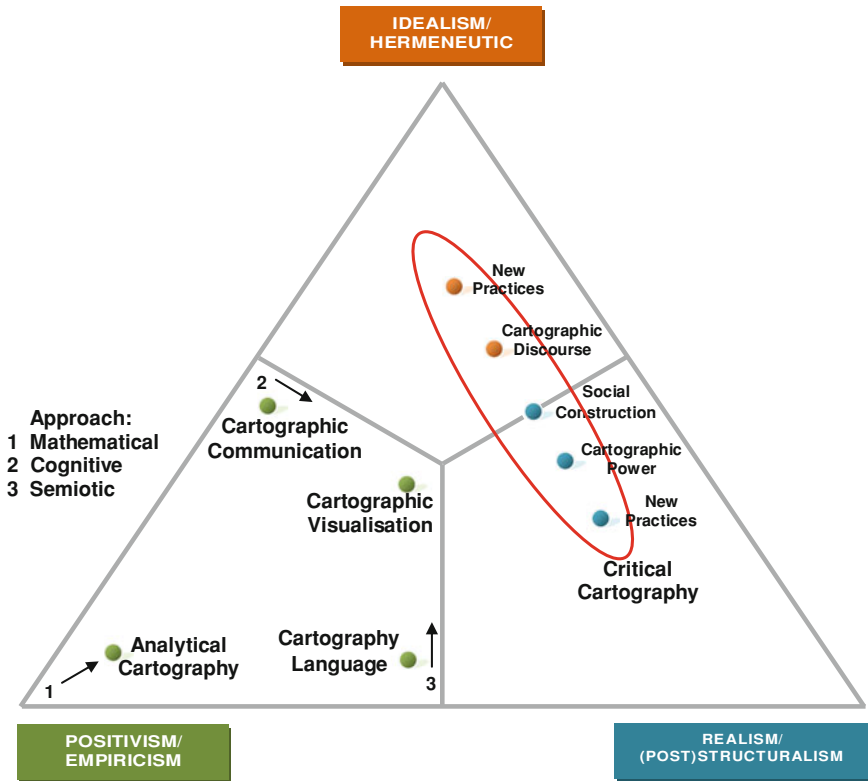 IDEALISM/
HERMENEUTIC
New
Practices
Cartographic
Discourse
Social
Construction
2
Cartographic
Communication
Approach:
1 Mathematical
2 Cognitive
3 Semiotic
Cartographic
Power
Cartographic
Visualisation
New
Practices
Critical
Cartography
Analytical
Cartography
Cartography
Language
1
3
POSITIVISM/
EMPIRICISM
REALISM/
(POST)STRUCTURALISM